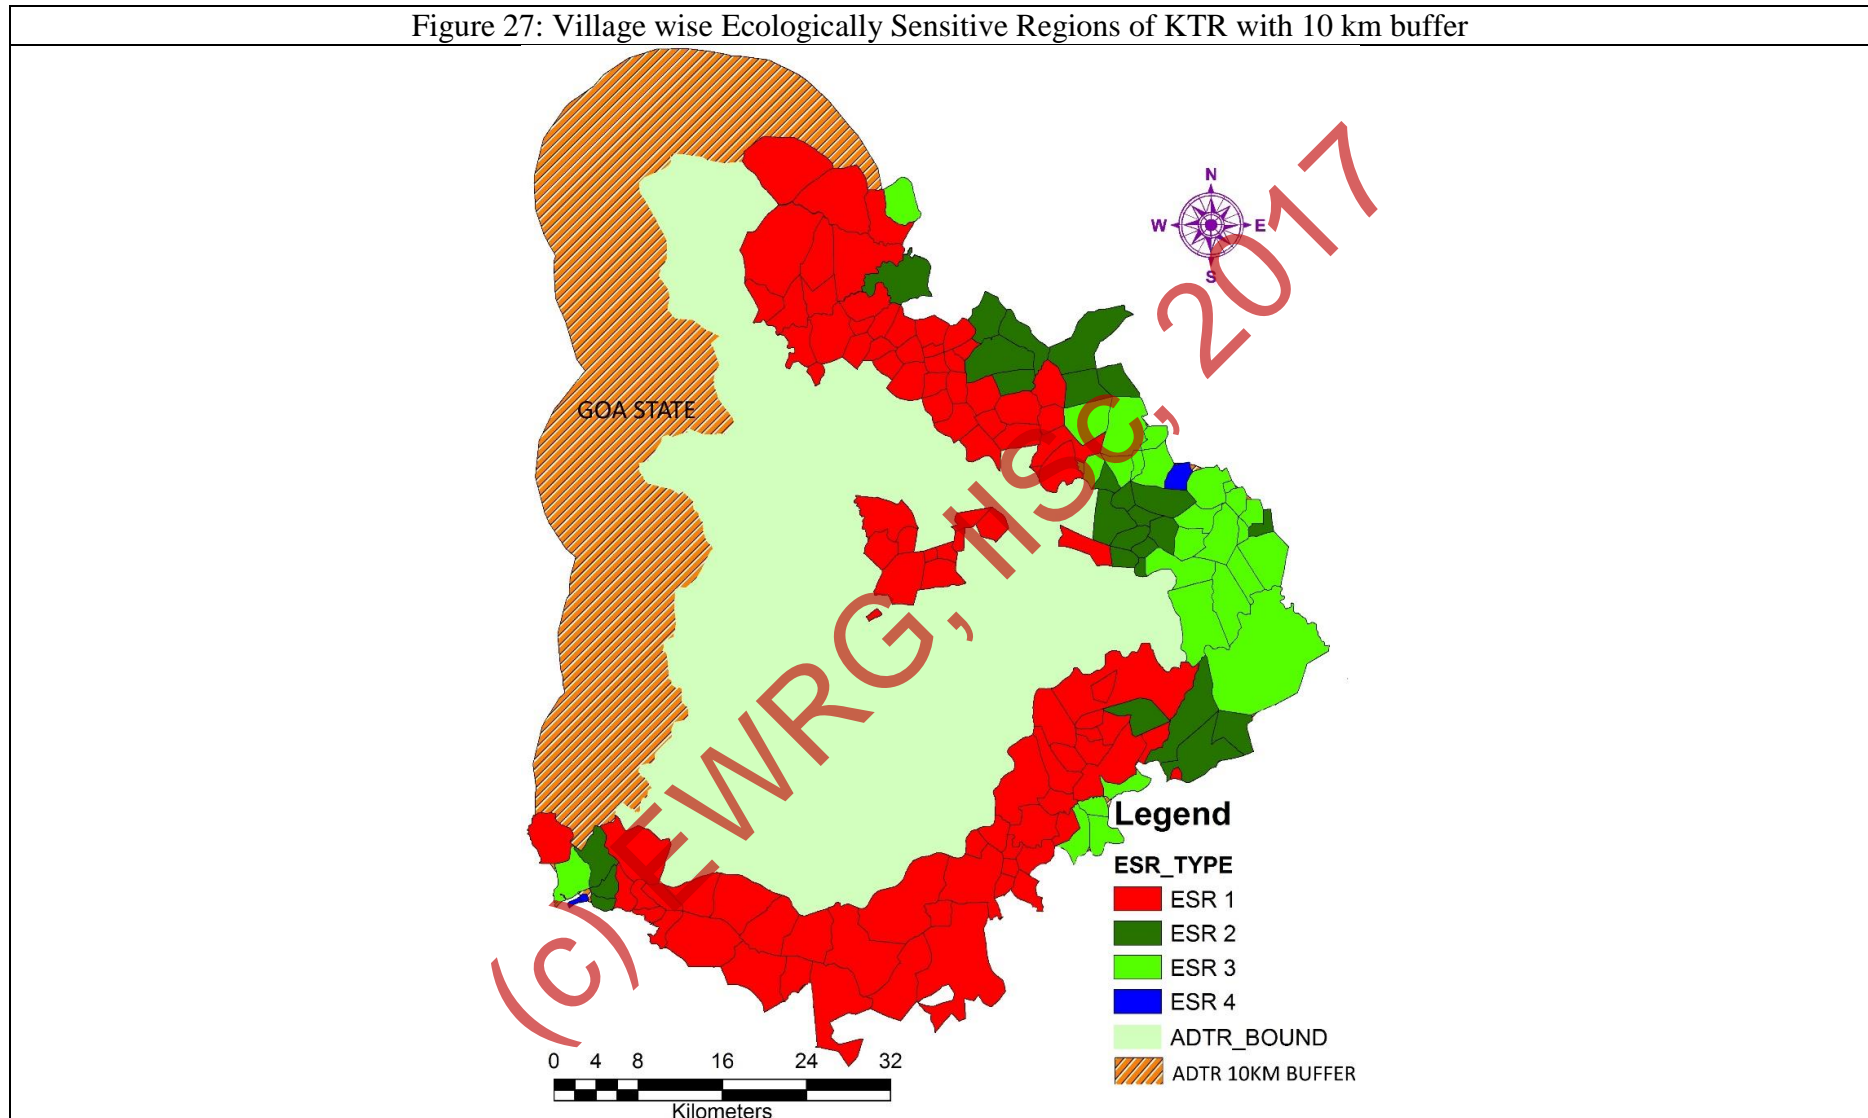 Figure 27: Village wise Ecologically Sensitive Regions of KTR with 10 km buffer
N
W E
S
GOA STATE
(c)EWRG, IISc, 2017
Legend
ESR_TYPE
ESR 1
ESR 2
ESR 3
ESR 4
ADTR_BOUND
ADTR 10KM BUFFER
0 4 8 16 24 32
Kilometers